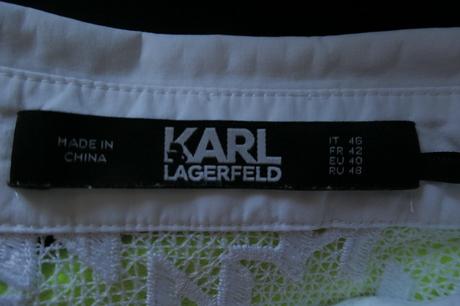 MADE IN
CHINA
KARL
LAGERFELD
IT 46
FR 42
EU 40
RU 48